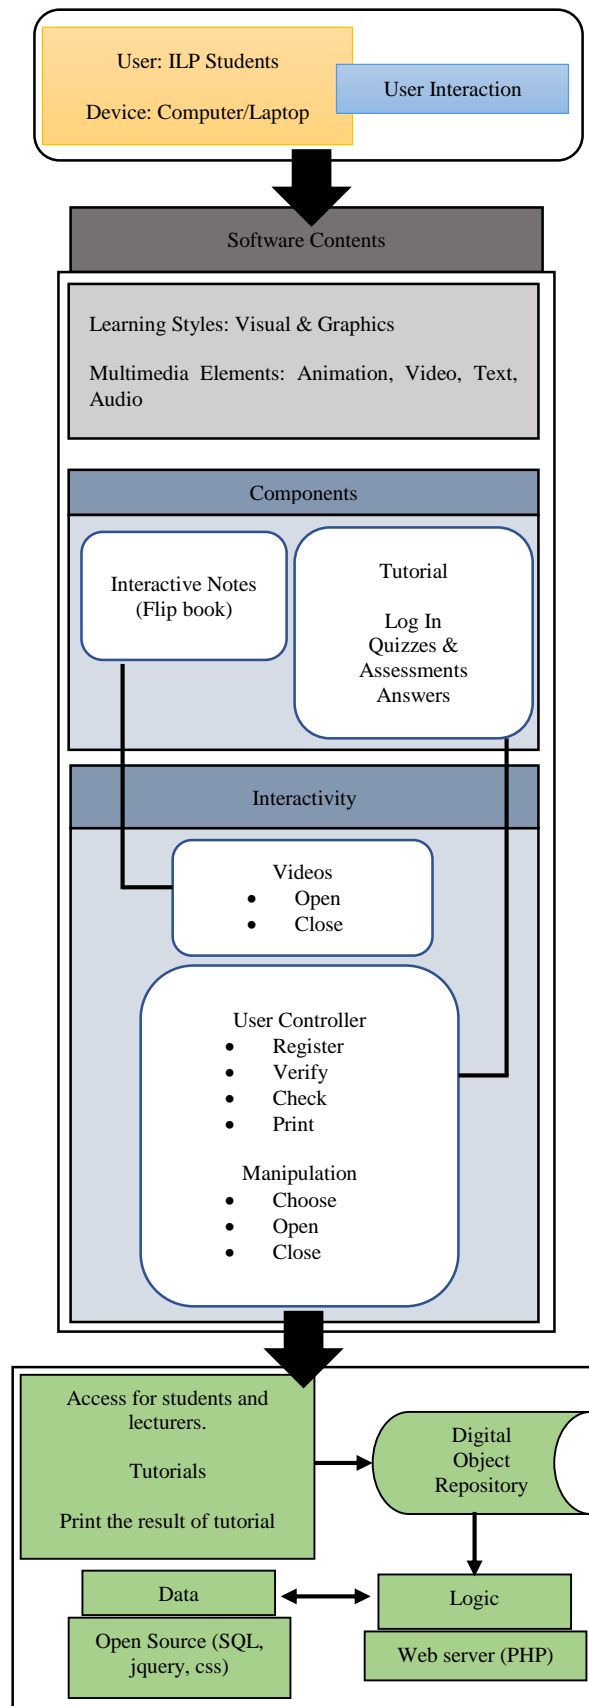 User: ILP Students
Device: Computer/Laptop
User Interaction
Software Contents
Learning Styles: Visual & Graphics
Multimedia Elements: Animation, Video, Text,
Audio
Components
Interactive Notes
(Flip book)
Tutorial
Log In
Quizzes &
Assessments
Answers
Interactivity
Videos
• Open
• Close
User Controller
• Register
• Verify
• Check
• Print
Manipulation
• Choose
• Open
• Close
Access for students and
lecturers.
Tutorials
Print the result of tutorial
Digital
Object
Repository
Data
Open Source (SQL,
jquery, css)
Logic
Web server (PHP)